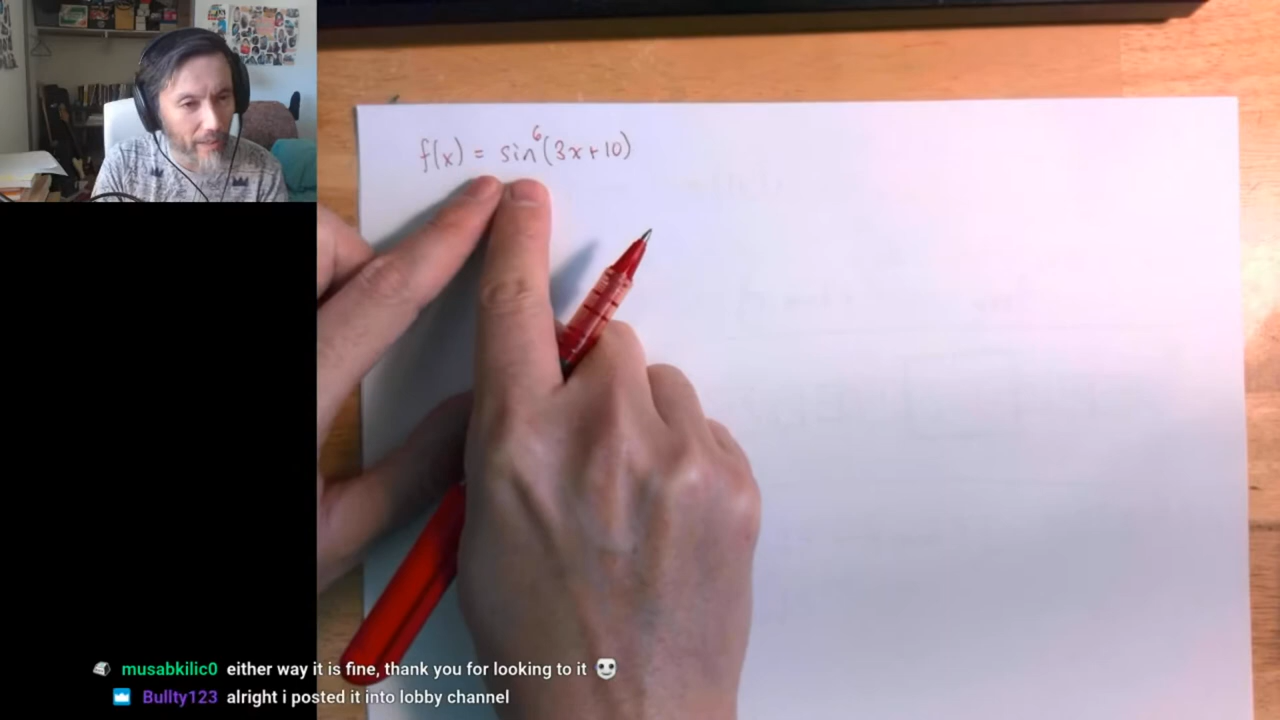 f(x) = sin⁶(3x+10)
musabkilic0 either way it is fine, thank you for looking to it
Bullty123 alright i posted it into lobby channel